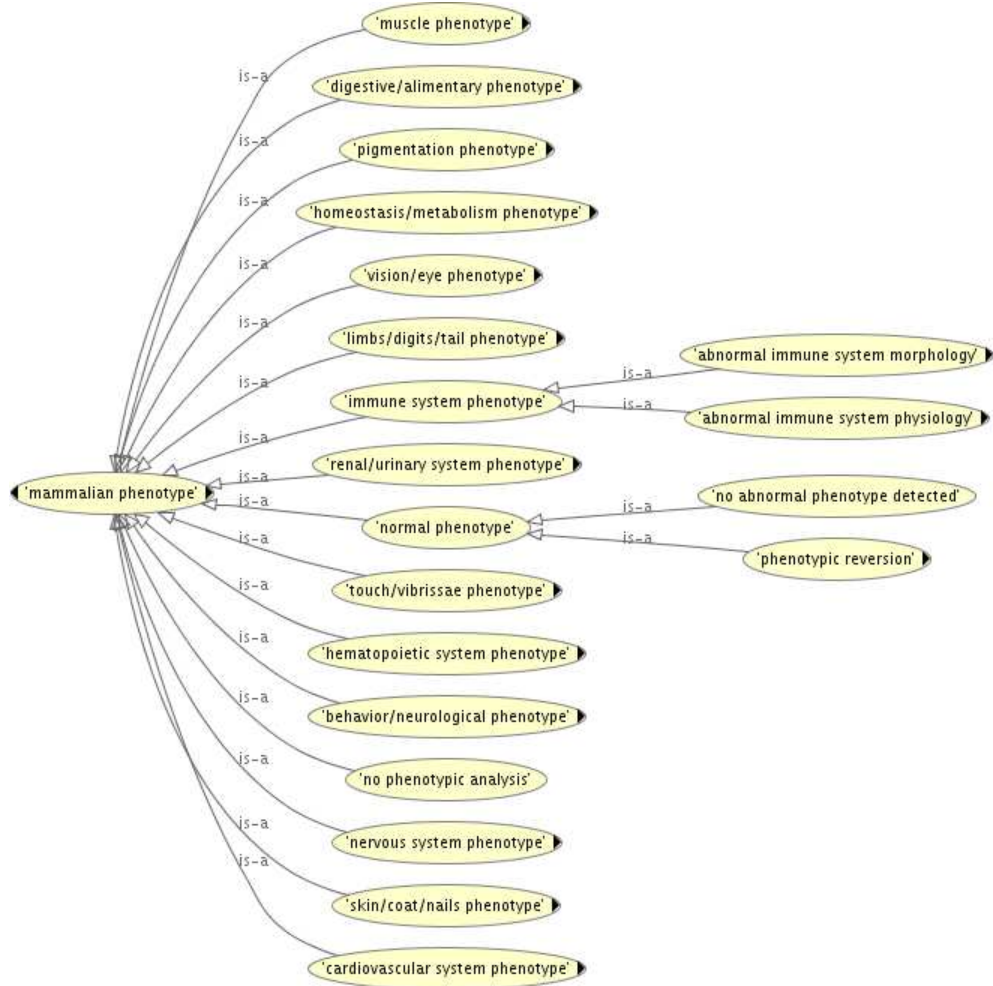 'muscle phenotype'
is-a
'digestive/alimentary phenotype'
is-a
'pigmentation phenotype'
is-a
'homeostasis/metabolism phenotype'
is-a
'vision/eye phenotype'
is-a
'limbs/digits/tail phenotype'
'abnormal immune system morphology'
is-a
is-a
'immune system phenotype'
is-a
'abnormal immune system physiology'
is-a
'renal/urinary system phenotype'
is-a
'mammalian phenotype'
'no abnormal phenotype detected'
is-a
is-a
'normal phenotype'
is-a
is-a
'phenotypic reversion'
'touch/vibrissae phenotype'
is-a
'hematopoietic system phenotype'
is-a
'behavior/neurological phenotype'
is-a
'no phenotypic analysis'
is-a
'nervous system phenotype'
is-a
'skin/coat/nails phenotype'
is-a
'cardiovascular system phenotype'